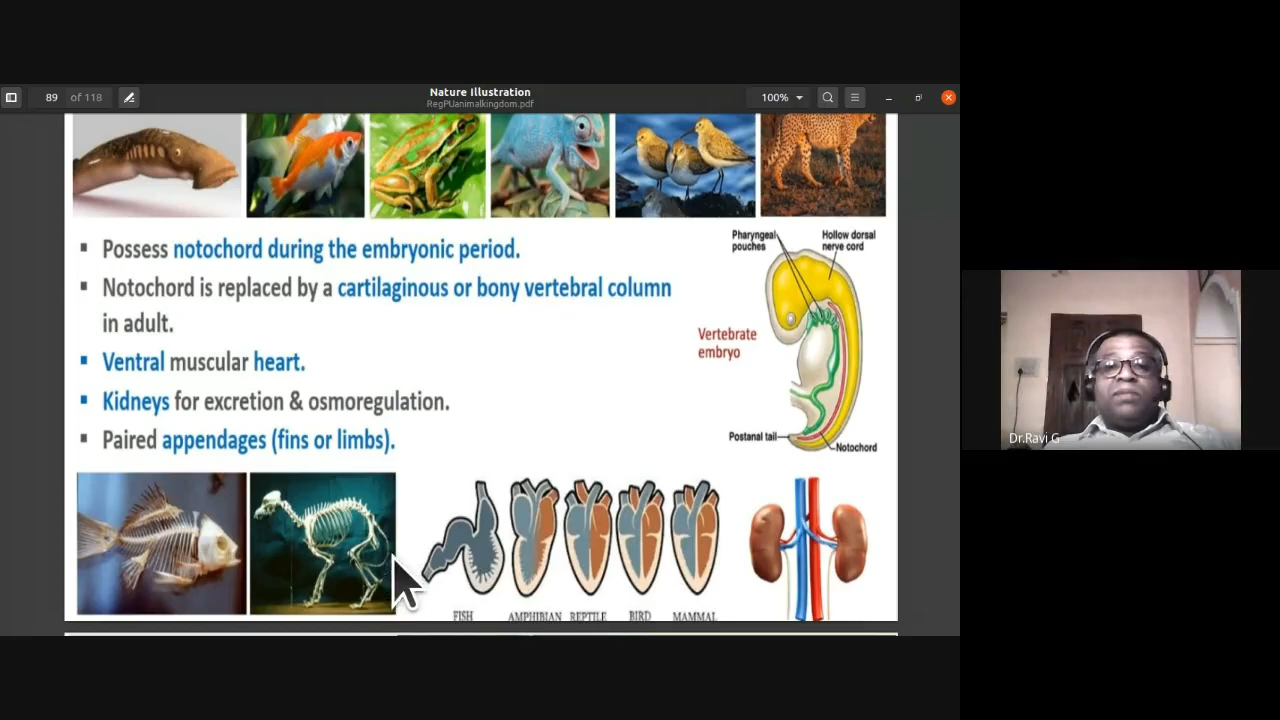 89 of 118
Nature Illustration
RegPUanimalkingdom.pdf
100%
▪ Possess notochord during the embryonic period.
▪ Notochord is replaced by a cartilaginous or bony vertebral column
in adult.
▪ Ventral muscular heart.
▪ Kidneys for excretion & osmoregulation.
▪ Paired appendages (fins or limbs).
Pharyngeal
pouches
Hollow dorsal
nerve cord
Vertebrate
embryo
Postanal tail
Notochord
FISH AMPHIBIAN REPTILE BIRD MAMMAL
Dr.Ravi G